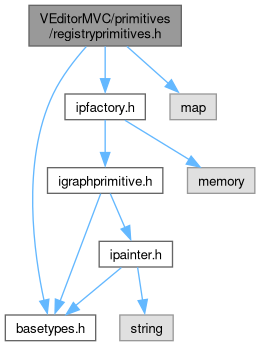 VEditorMVC/primitives
/registryprimitives.h
ipfactory.h
map
igraphprimitive.h
memory
ipainter.h
basetypes.h
string